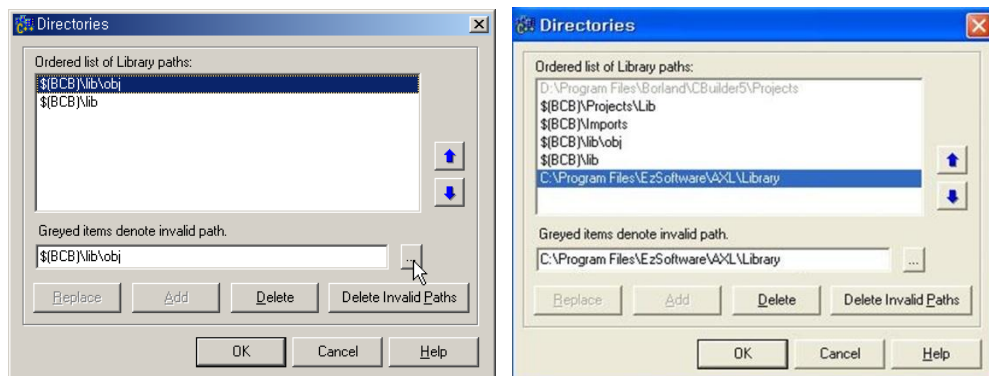 Directories
Ordered list of Library paths:
$(BCB)\lib\obj
$(BCB)\lib
Greyed items denote invalid path.
$(BCB)\lib\obj
...
Replace
Add
Delete
Delete Invalid Paths
OK
Cancel
Help
Directories
Ordered list of Library paths:
D:\Program Files\Borland\CBuilder5\Projects
$(BCB)\Projects\Lib
$(BCB)\Imports
$(BCB)\lib\obj
$(BCB)\lib
C:\Program Files\EzSoftware\AXL\Library
Greyed items denote invalid path.
C:\Program Files\EzSoftware\AXL\Library
...
Replace
Add
Delete
Delete Invalid Paths
OK
Cancel
Help